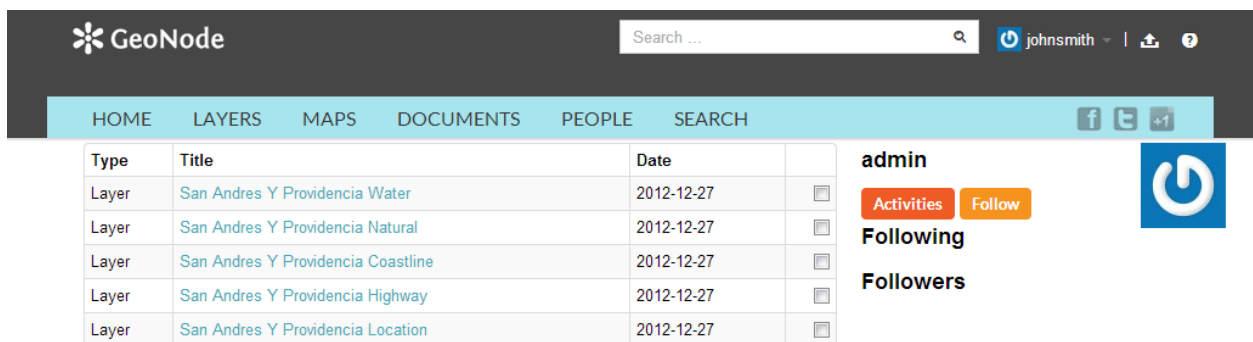 GeoNode
Search ...
johnsmith |
HOME LAYERS MAPS DOCUMENTS PEOPLE SEARCH
f t +1
Type Title Date
Layer San Andres Y Providencia Water 2012-12-27
Layer San Andres Y Providencia Natural 2012-12-27
Layer San Andres Y Providencia Coastline 2012-12-27
Layer San Andres Y Providencia Highway 2012-12-27
Layer San Andres Y Providencia Location 2012-12-27
admin
Activities Follow
Following
Followers